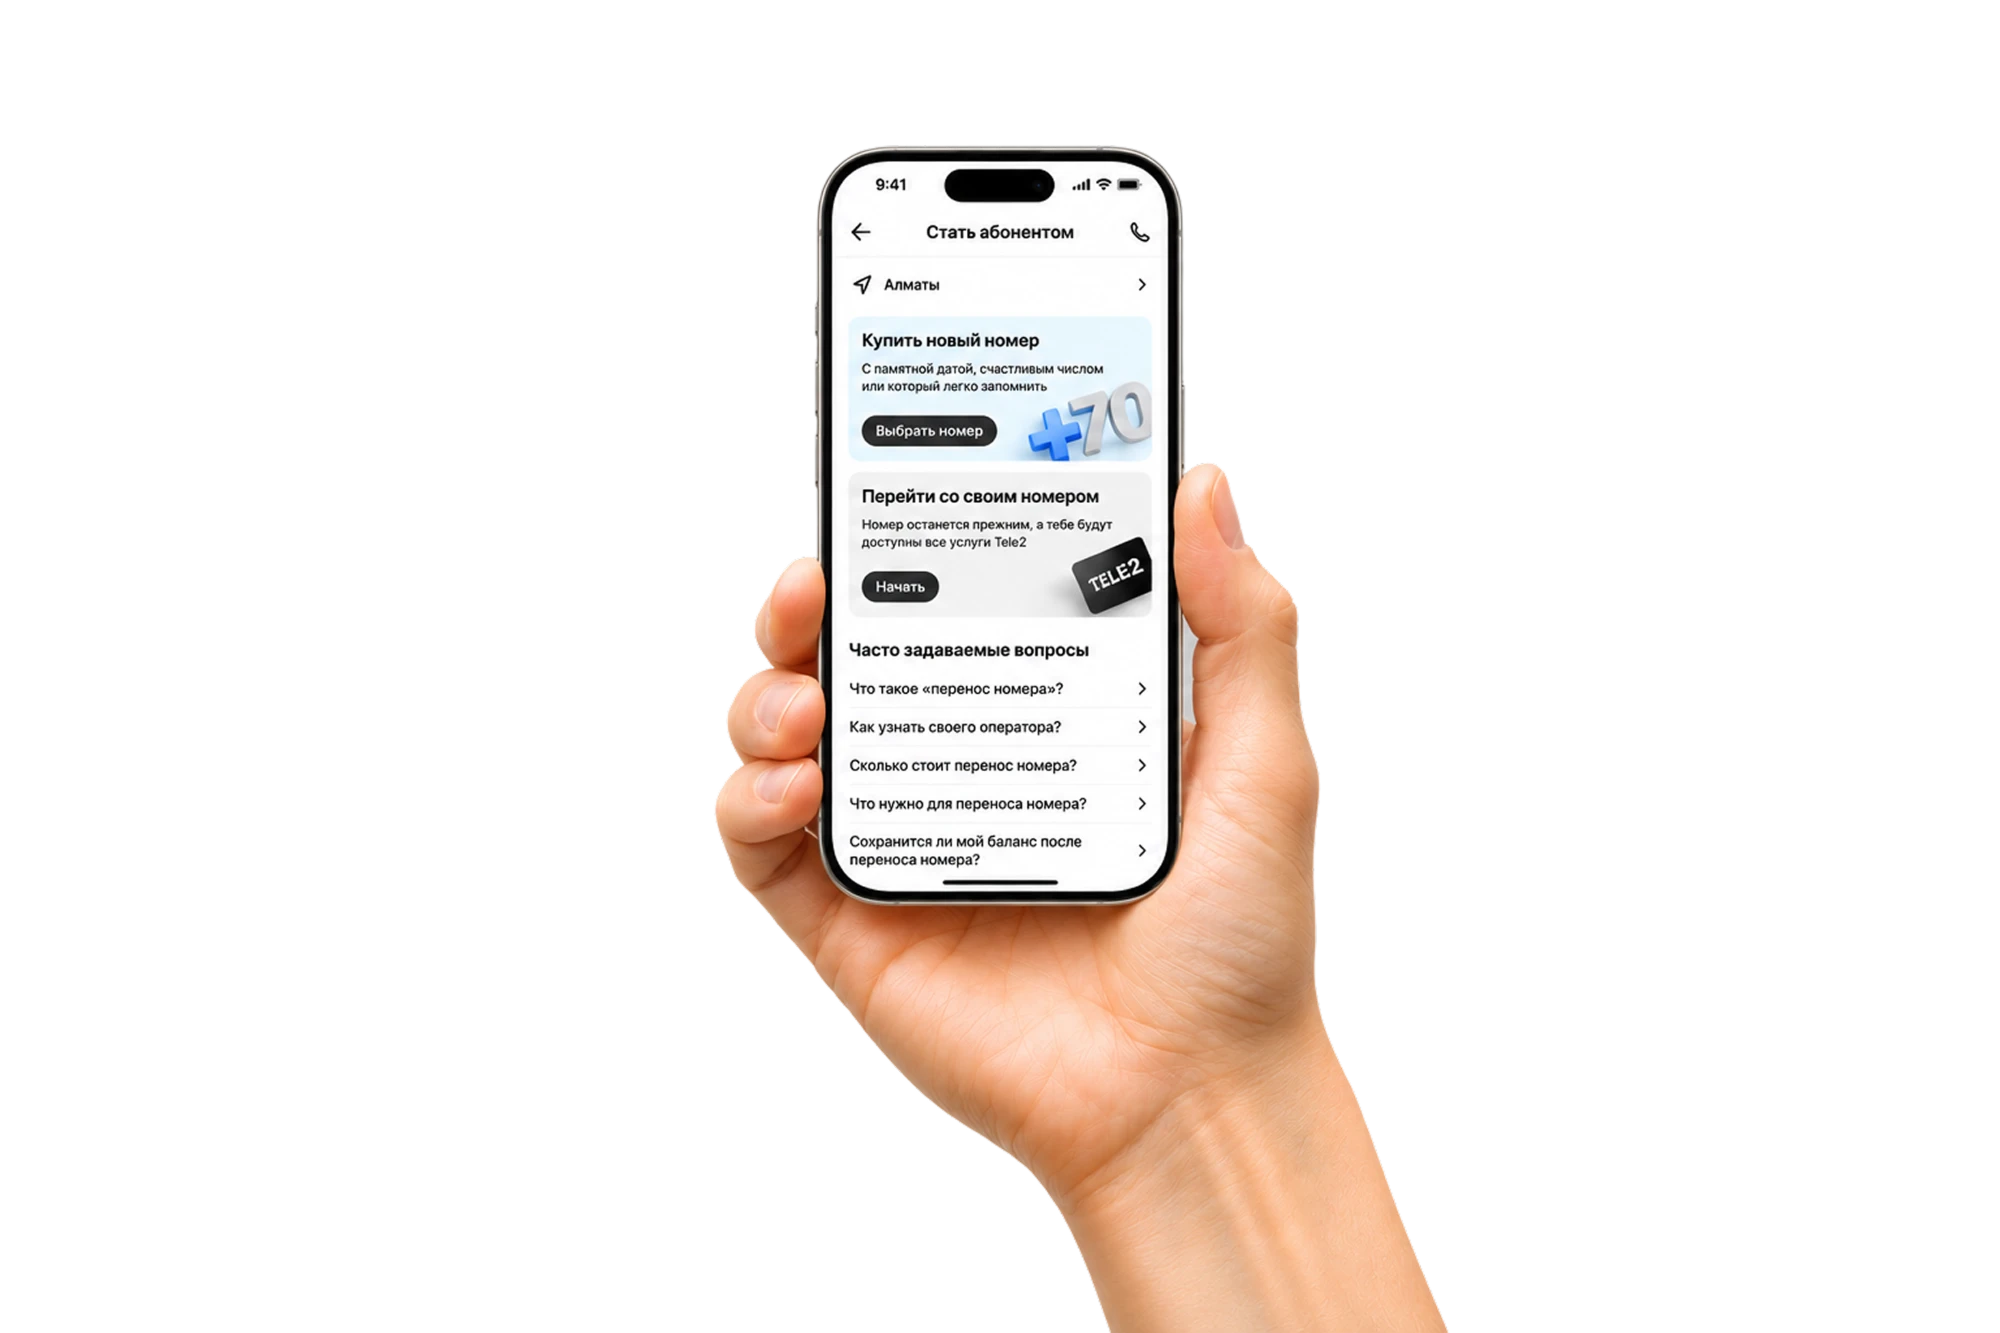 9:41
Стать абонентом
Алматы
Купить новый номер
С памятной датой, счастливым числом
или который легко запомнить
+70
Выбрать номер
Перейти со своим номером
Номер останется прежним, а тебе будут
доступны все услуги Tele2
TELE2
Начать
Часто задаваемые вопросы
Что такое «перенос номера»?
Как узнать своего оператора?
Сколько стоит перенос номера?
Что нужно для переноса номера?
Сохранится ли мой баланс после
переноса номера?